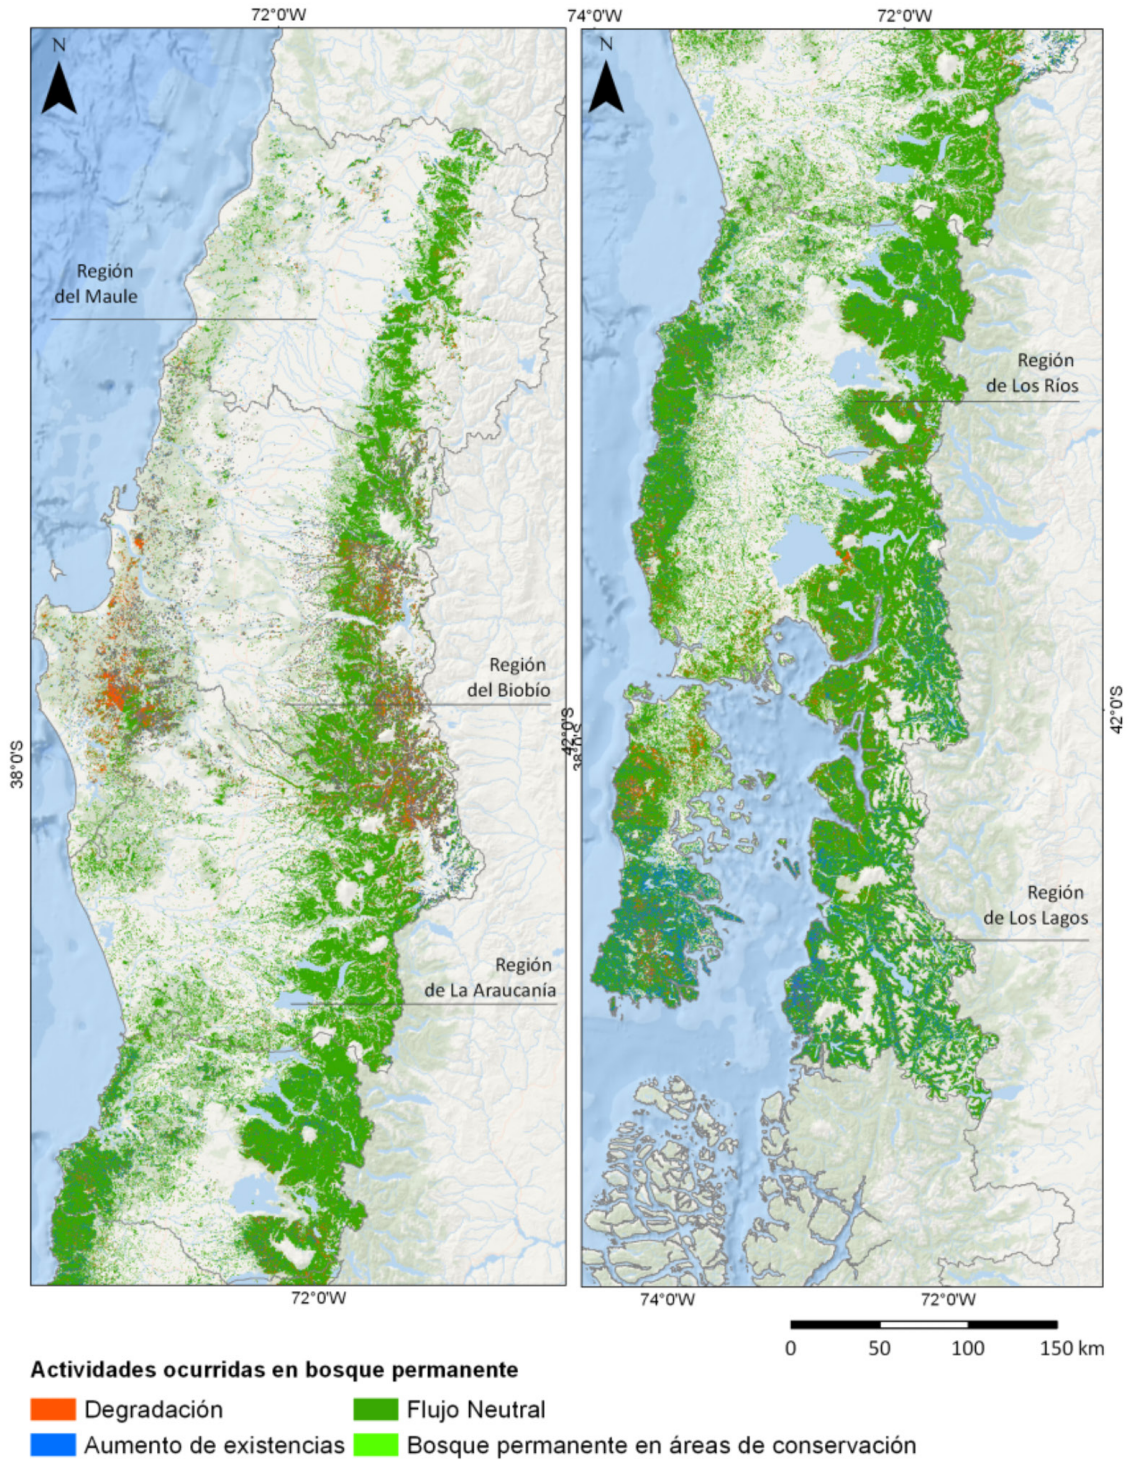 72°0'W
74°0'W
72°0'W
N
N
Región
del Maule
Región
de Los Ríos
Región
del Biobío
38°0'S
42°0'S
38°0'S
42°0'S
Región
de Los Lagos
Región
de La Araucanía
72°0'W
74°0'W
72°0'W
0 50 100 150 km
Actividades ocurridas en bosque permanente
Degradación
Flujo Neutral
Aumento de existencias
Bosque permanente en áreas de conservación